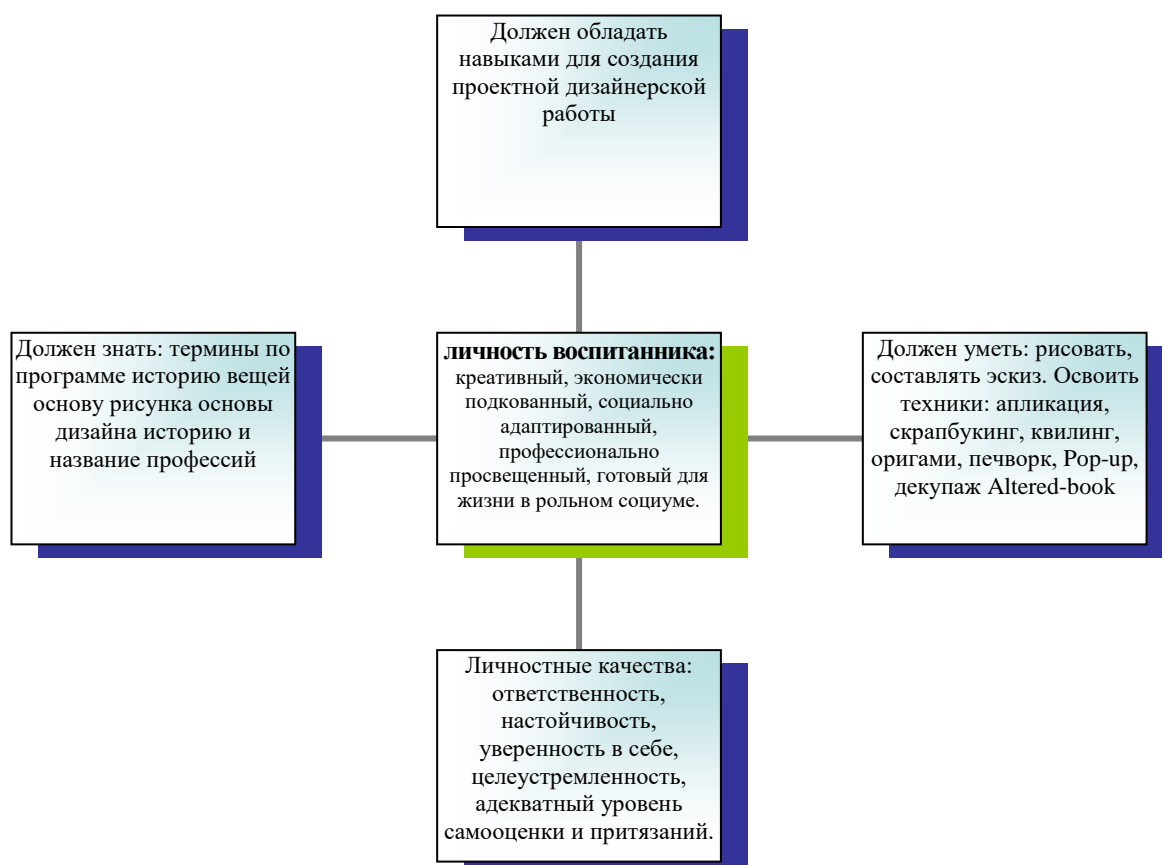 Должен обладать
навыками для создания
проектной дизайнерской
работы
Должен знать: термины по
программе историю вещей
основу рисунка основы
дизайна историю и
название профессий
личность воспитанника:
креативный, экономически
подкованный, социально
адаптированный,
профессионально
просвещенный, готовый для
жизни в рольном социуме.
Должен уметь: рисовать,
составлять эскиз. Освоить
техники: апликация,
скрапбукинг, квилинг,
оригами, печворк, Pop-up,
декупаж Altered-book
Личностные качества:
ответственность,
настойчивость,
уверенность в себе,
целеустремленность,
адекватный уровень
самооценки и притязаний.